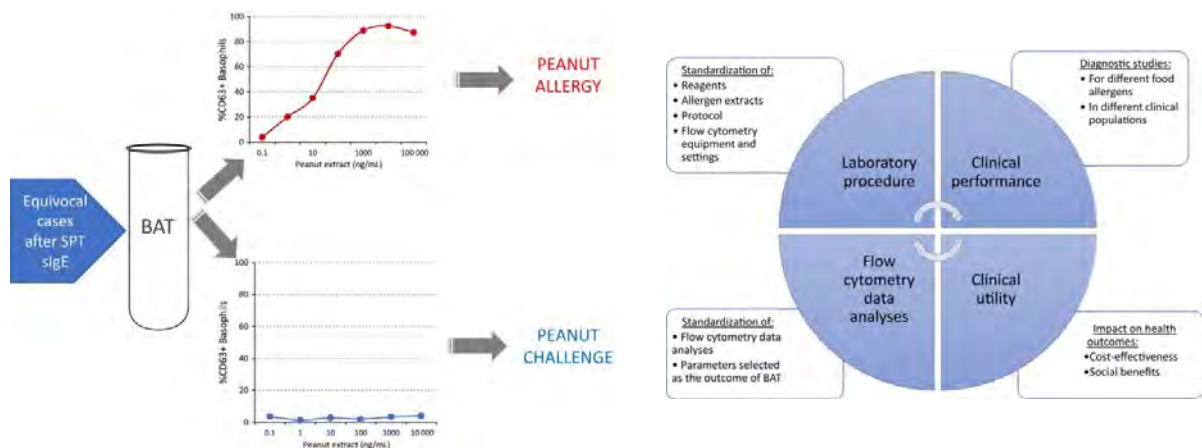 Equivocal
cases
after SPT
sIgE
BAT
%CD63+ Basophils
100
80
60
40
20
0
0.1
10
1000
100 000
Peanut extract (ng/mL)
PEANUT
ALLERGY
%CD63+ Basophils
100
80
60
40
20
0
0.1
1
10
100
1000
10 000
Peanut extract (ng/mL)
PEANUT
CHALLENGE
Standardization of:
• Reagents
• Allergen extracts
• Protocol
• Flow cytometry
equipment and
settings
Diagnostic studies:
• For different food
allergens
• In different clinical
populations
Laboratory
procedure
Clinical
performance
Flow
cytometry
data
analyses
Clinical
utility
Standardization of:
• Flow cytometry data
analyses
• Parameters selected
as the outcome of BAT
Impact on health
outcomes:
•Cost-effectiveness
•Social benefits